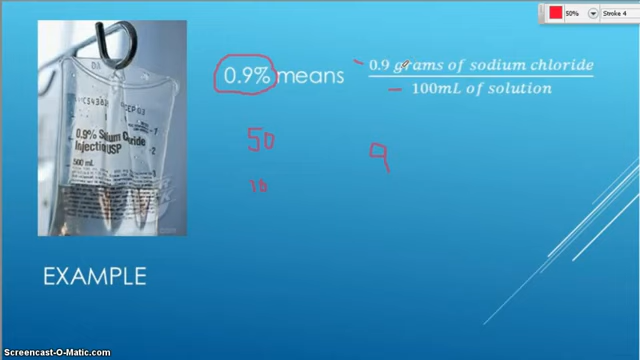 50%
Stroke 4
0.9% means
0.9 grams of sodium chloride
100mL of solution
0.9% Sodium Chloride
Injection USP
500 mL
50
10
9
EXAMPLE
Screencast-O-Matic.com